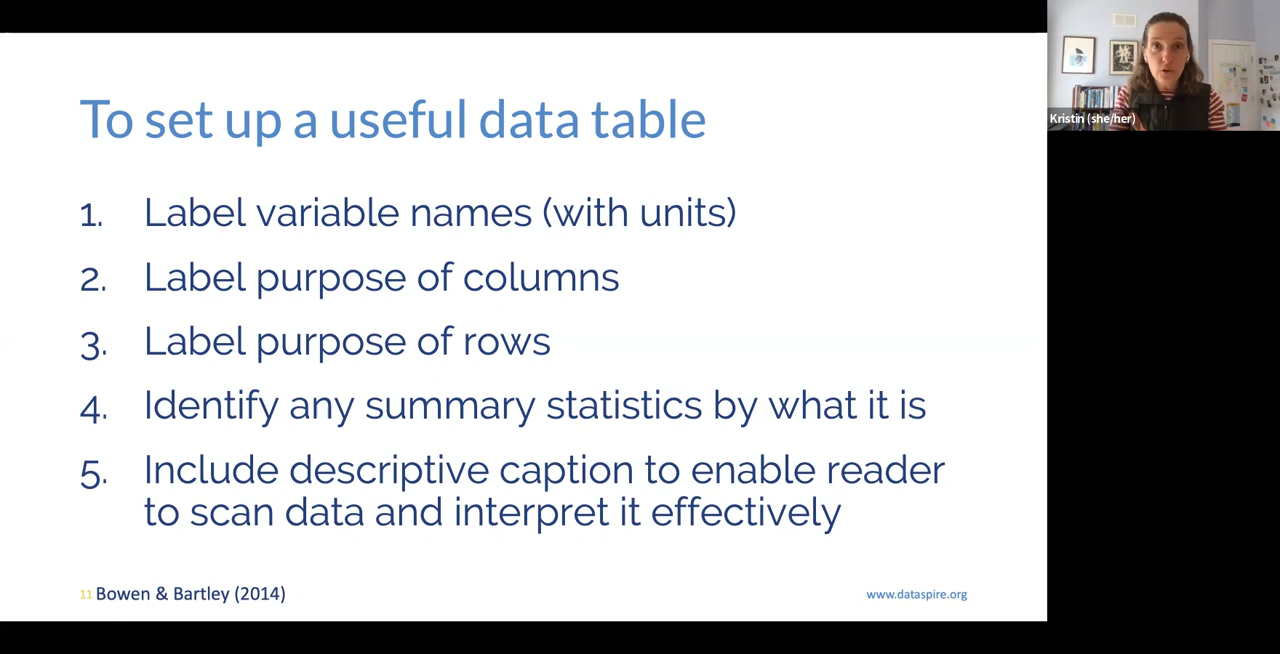 To set up a useful data table
1. Label variable names (with units)
2. Label purpose of columns
3. Label purpose of rows
4. Identify any summary statistics by what it is
5. Include descriptive caption to enable reader
to scan data and interpret it effectively
11 Bowen & Bartley (2014)
www.dataspire.org
Kristin (she/her)